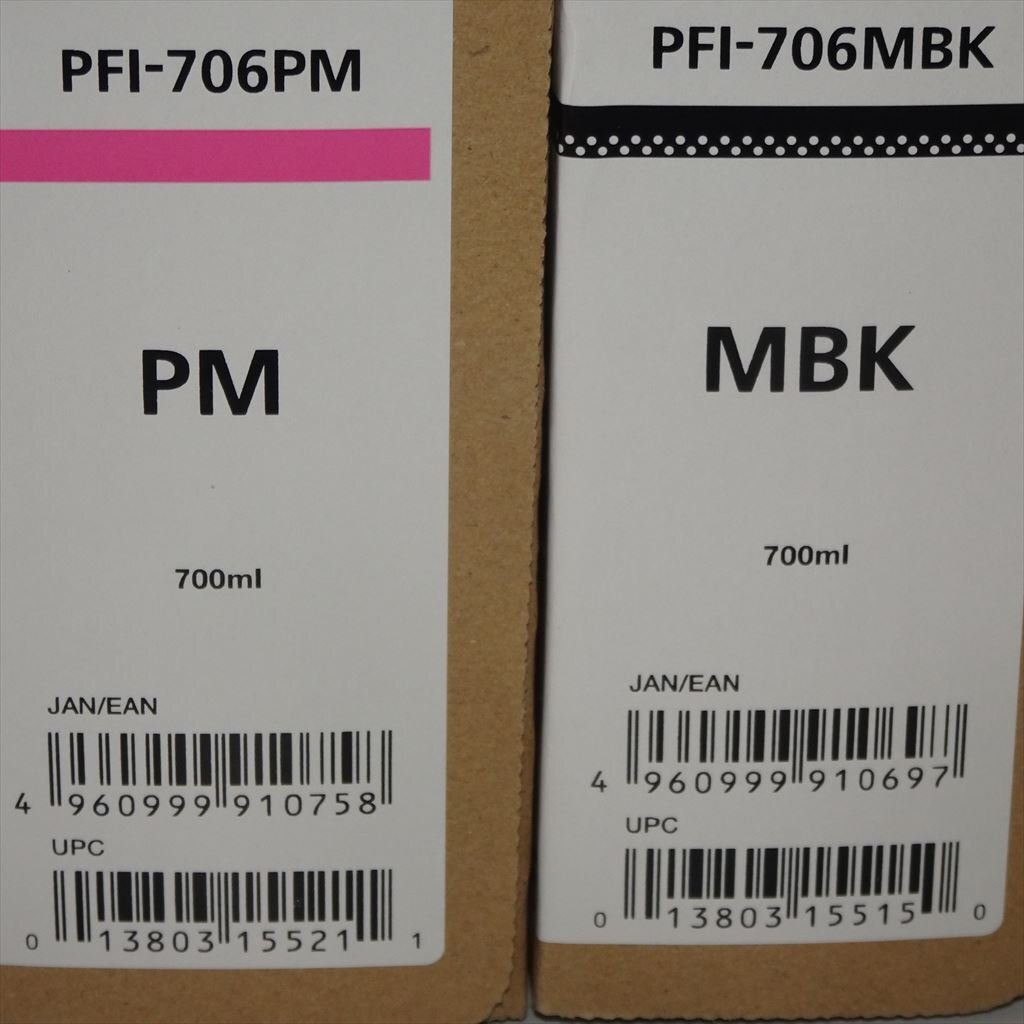 PFI-706PM
PM
700ml
JAN/EAN
4 960999 910758
UPC
0 13803 15521 1
PFI-706MBK
MBK
700ml
JAN/EAN
4 960999 910697
UPC
0 13803 15515 0